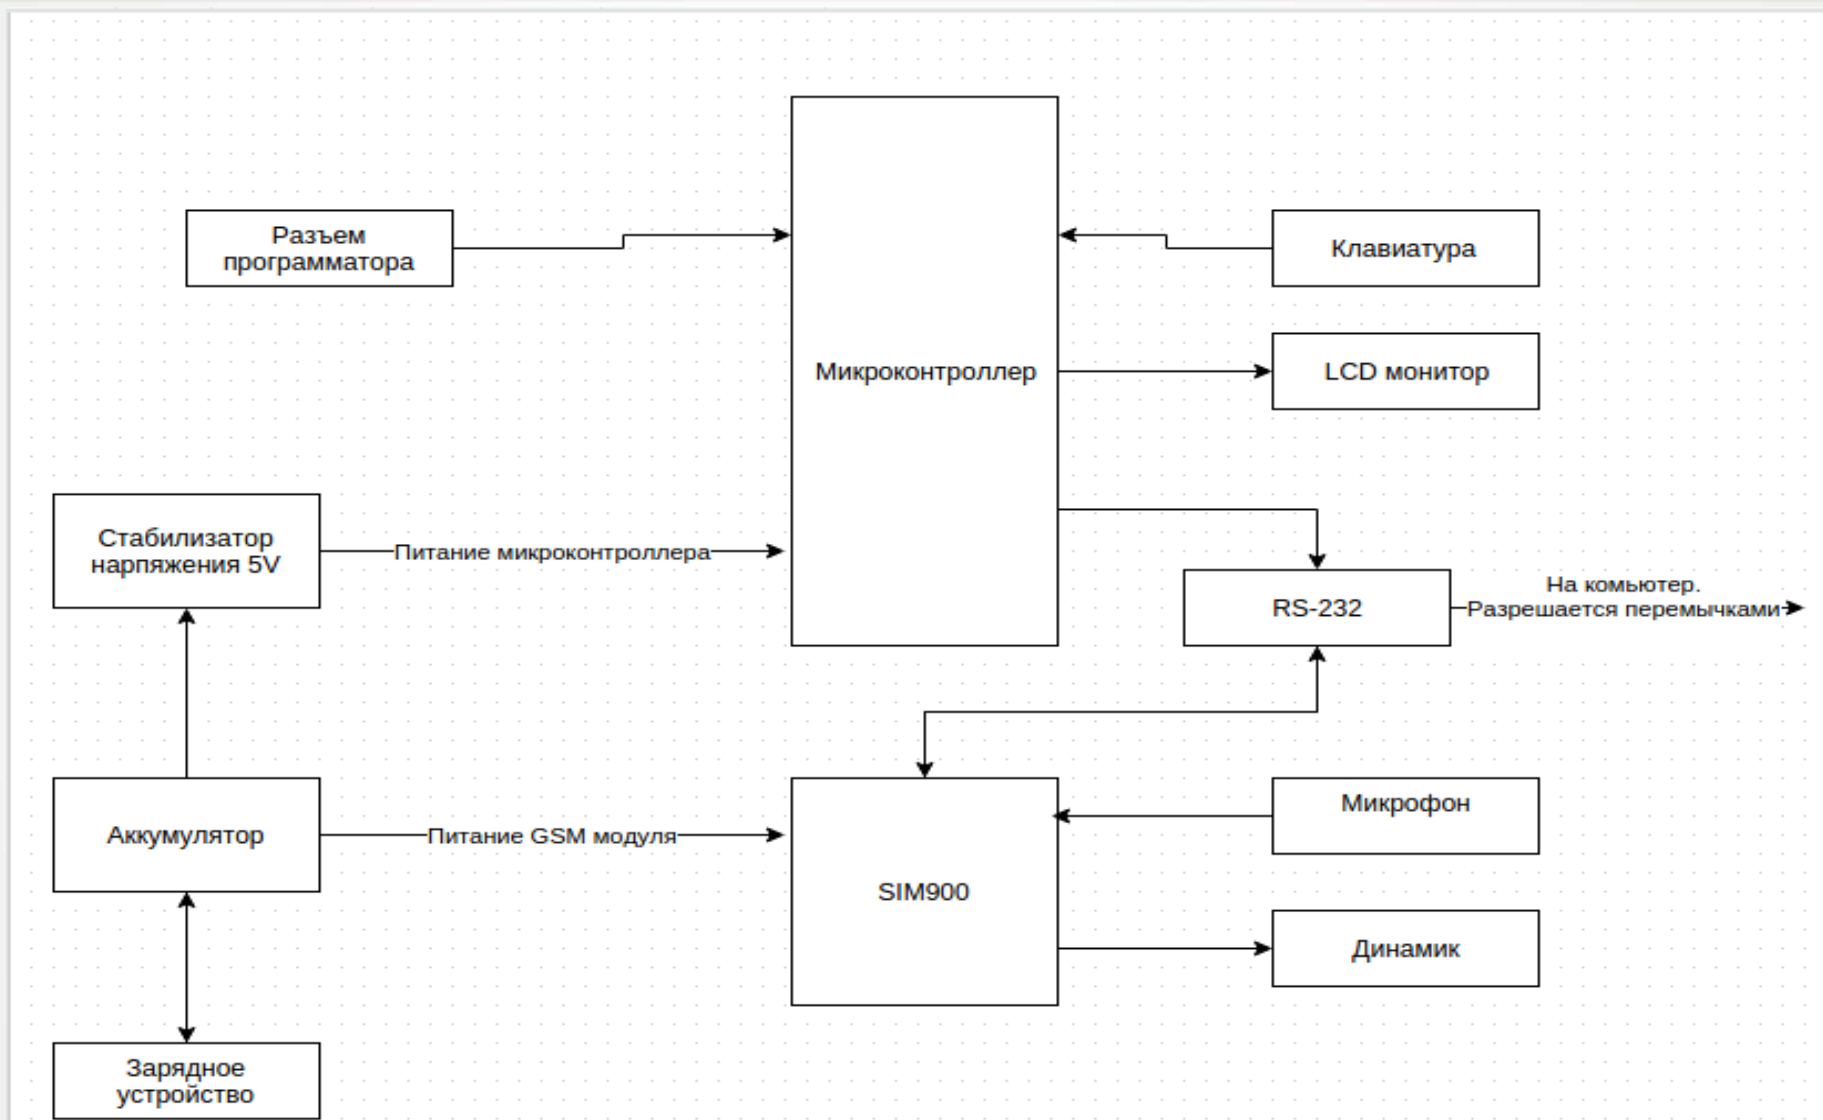 Разъем
программатора
Микроконтроллер
Клавиатура
LCD монитор
Стабилизатор
нарпяжения 5V
Питание микроконтроллера
RS-232
На комьютер.
Разрешается перемычками
Аккумулятор
Питание GSM модуля
SIM900
Микрофон
Динамик
Зарядное
устройство